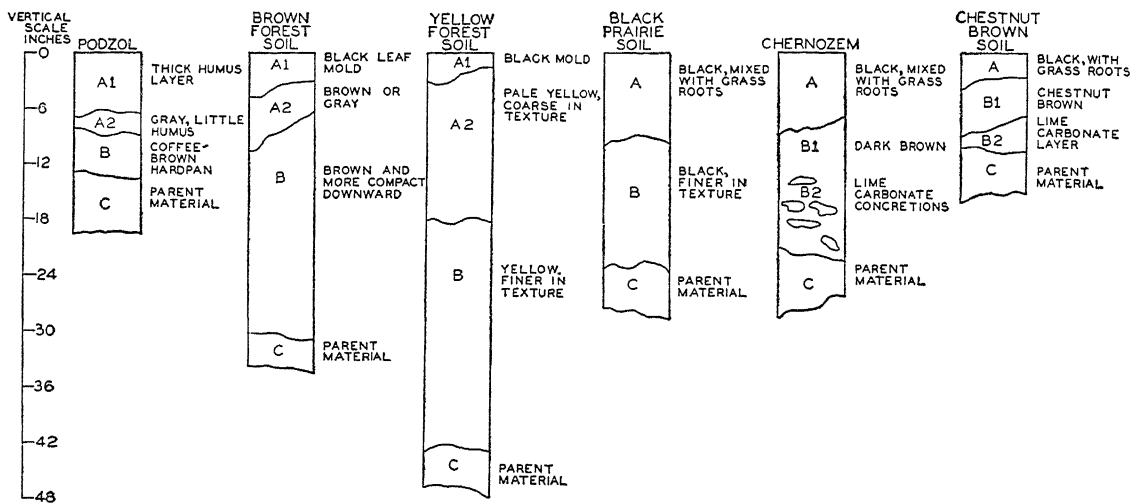 VERTICAL
SCALE
INCHES
0
6
12
18
24
30
36
42
48
PODZOL
A1
THICK HUMUS
LAYER
A2
GRAY, LITTLE
HUMUS
B
COFFEE-
BROWN
HARDPAN
C
PARENT
MATERIAL
BROWN
FOREST
SOIL
A1
BLACK LEAF
MOLD
A2
BROWN OR
GRAY
B
BROWN AND
MORE COMPACT
DOWNWARD
C
PARENT
MATERIAL
YELLOW
FOREST
SOIL
A1
BLACK MOLD
A2
PALE YELLOW,
COARSE IN
TEXTURE
B
YELLOW,
FINER IN
TEXTURE
C
PARENT
MATERIAL
BLACK
PRAIRIE
SOIL
A
BLACK, MIXED
WITH GRASS
ROOTS
B
BLACK,
FINER IN
TEXTURE
C
PARENT
MATERIAL
CHERNOZEM
A
BLACK, MIXED
WITH GRASS
ROOTS
B1
DARK BROWN
B2
LIME
CARBONATE
CONCRETIONS
C
PARENT
MATERIAL
CHESTNUT
BROWN
SOIL
A
BLACK, WITH
GRASS ROOTS
B1
CHESTNUT
BROWN
B2
LIME
CARBONATE
LAYER
C
PARENT
MATERIAL